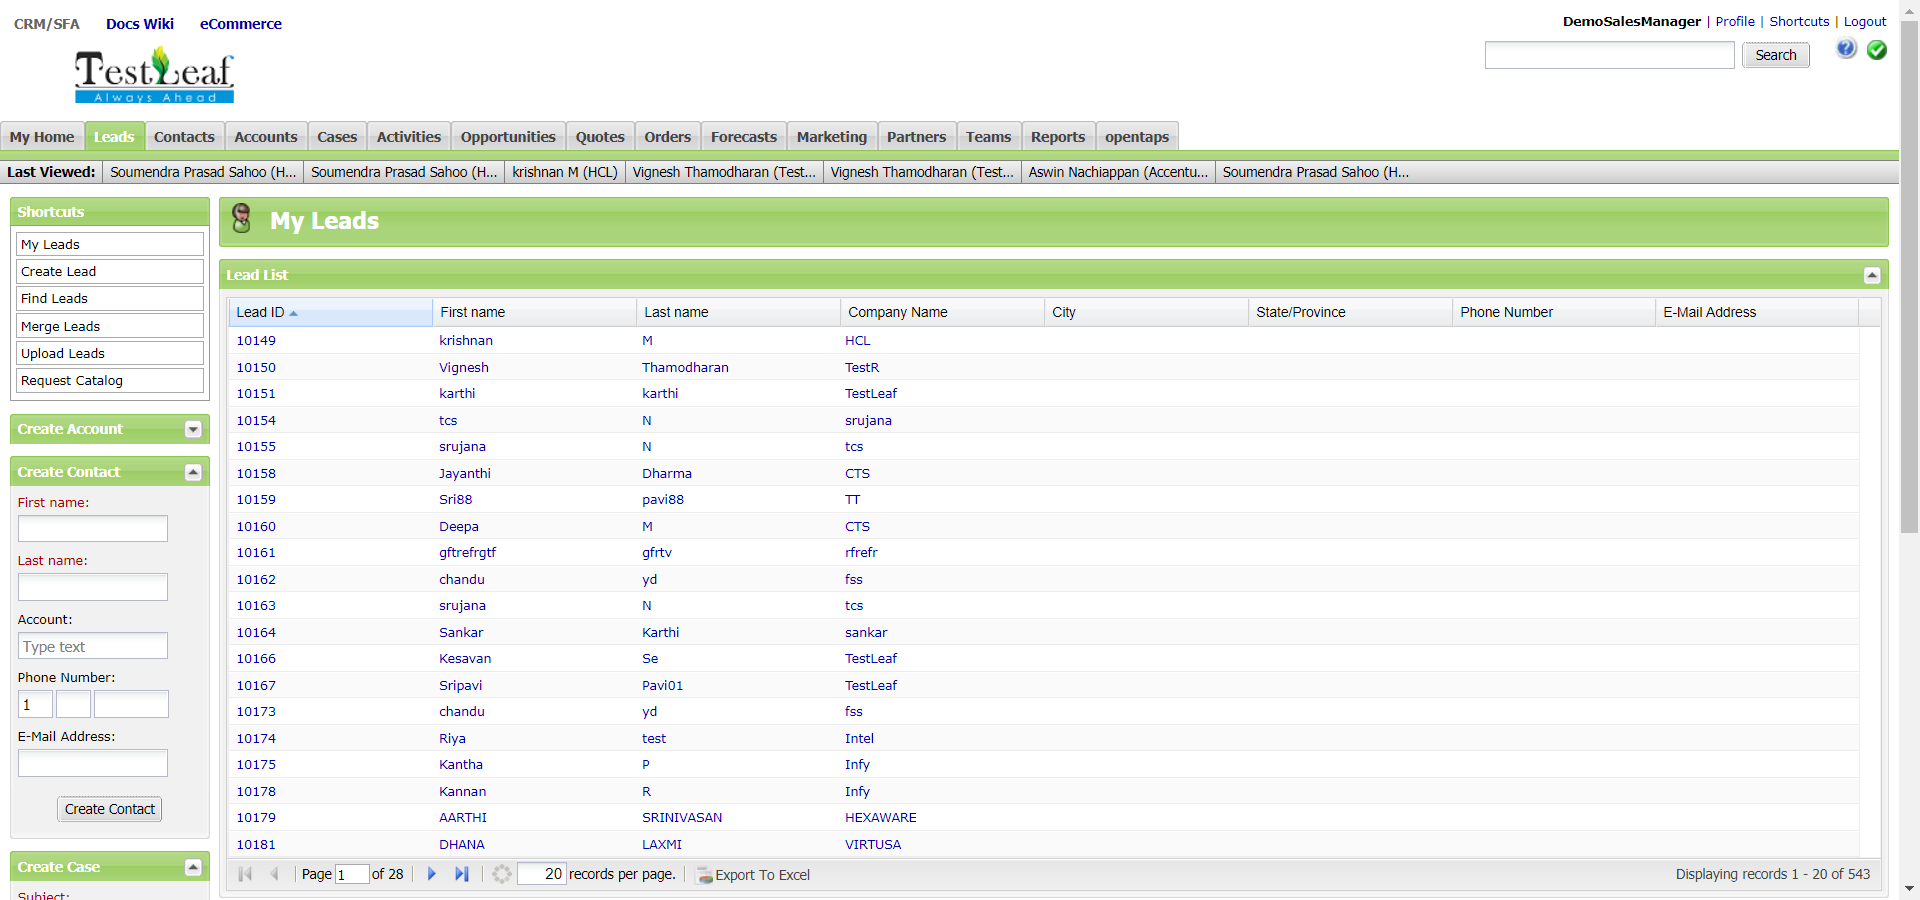 CRM/SFA Docs Wiki eCommerce
DemoSalesManager | Profile | Shortcuts | Logout
Search
TestLeaf
Always Ahead
My Home Leads Contacts Accounts Cases Activities Opportunities Quotes Orders Forecasts Marketing Partners Teams Reports opentaps
Last Viewed: Soumendra Prasad Sahoo (H... Soumendra Prasad Sahoo (H... krishnan M (HCL) Vignesh Thamodharan (Test... Vignesh Thamodharan (Test... Aswin Nachiappan (Accentu... Soumendra Prasad Sahoo (H...
Shortcuts
My Leads
Create Lead
Find Leads
Merge Leads
Upload Leads
Request Catalog
Create Account
Create Contact
First name:
Last name:
Account:
Type text
Phone Number:
1
E-Mail Address:
Create Contact
Create Case
Subject:
My Leads
Lead List
Lead ID First name Last name Company Name City State/Province Phone Number E-Mail Address
10149 krishnan M HCL
10150 Vignesh Thamodharan TestR
10151 karthi karthi TestLeaf
10154 tcs N srujana
10155 srujana N tcs
10158 Jayanthi Dharma CTS
10159 Sri88 pavi88 TT
10160 Deepa M CTS
10161 gftrefrgtf gfrtv rfrefr
10162 chandu yd fss
10163 srujana N tcs
10164 Sankar Karthi sankar
10166 Kesavan Se TestLeaf
10167 Sripavi Pavi01 TestLeaf
10173 chandu yd fss
10174 Riya test Intel
10175 Kantha P Infy
10178 Kannan R Infy
10179 AARTHI SRINIVASAN HEXAWARE
10181 DHANA LAXMI VIRTUSA
Page 1 of 28 20 records per page. Export To Excel Displaying records 1 - 20 of 543